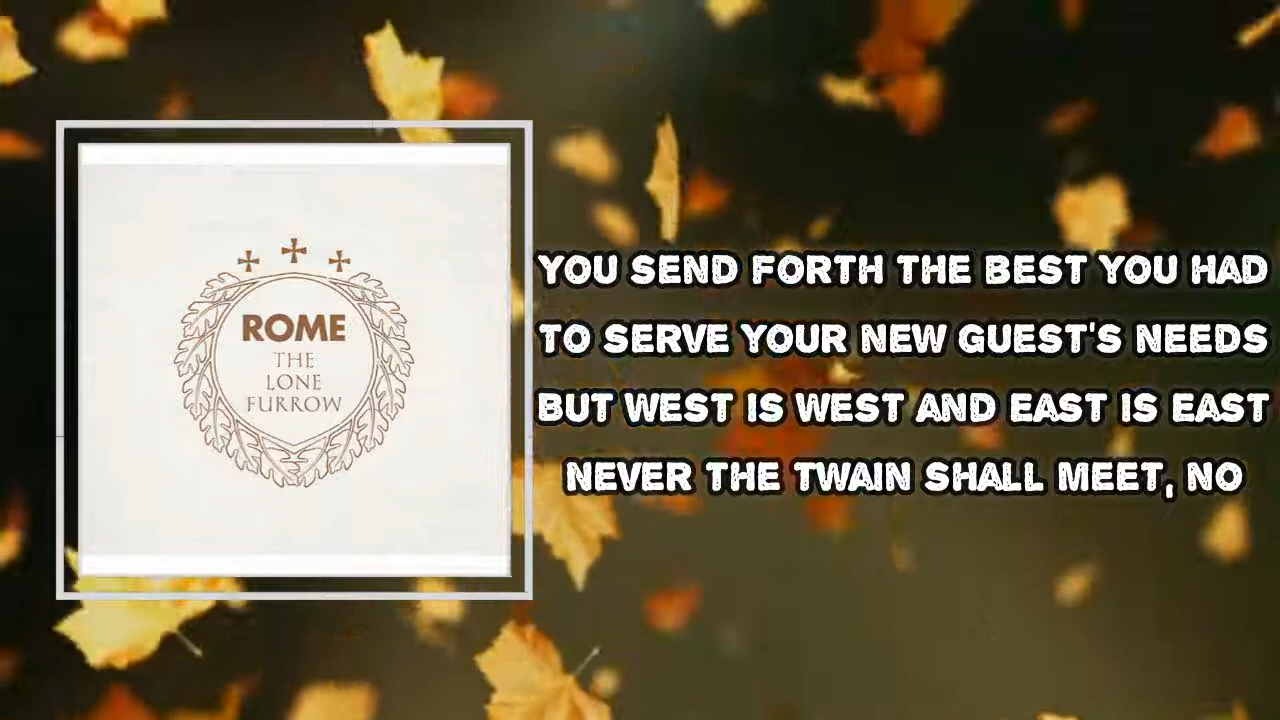 ROME
THE
LONE
FURROW
YOU SEND FORTH THE BEST YOU HAD
TO SERVE YOUR NEW GUEST'S NEEDS
BUT WEST IS WEST AND EAST IS EAST
NEVER THE TWAIN SHALL MEET, NO